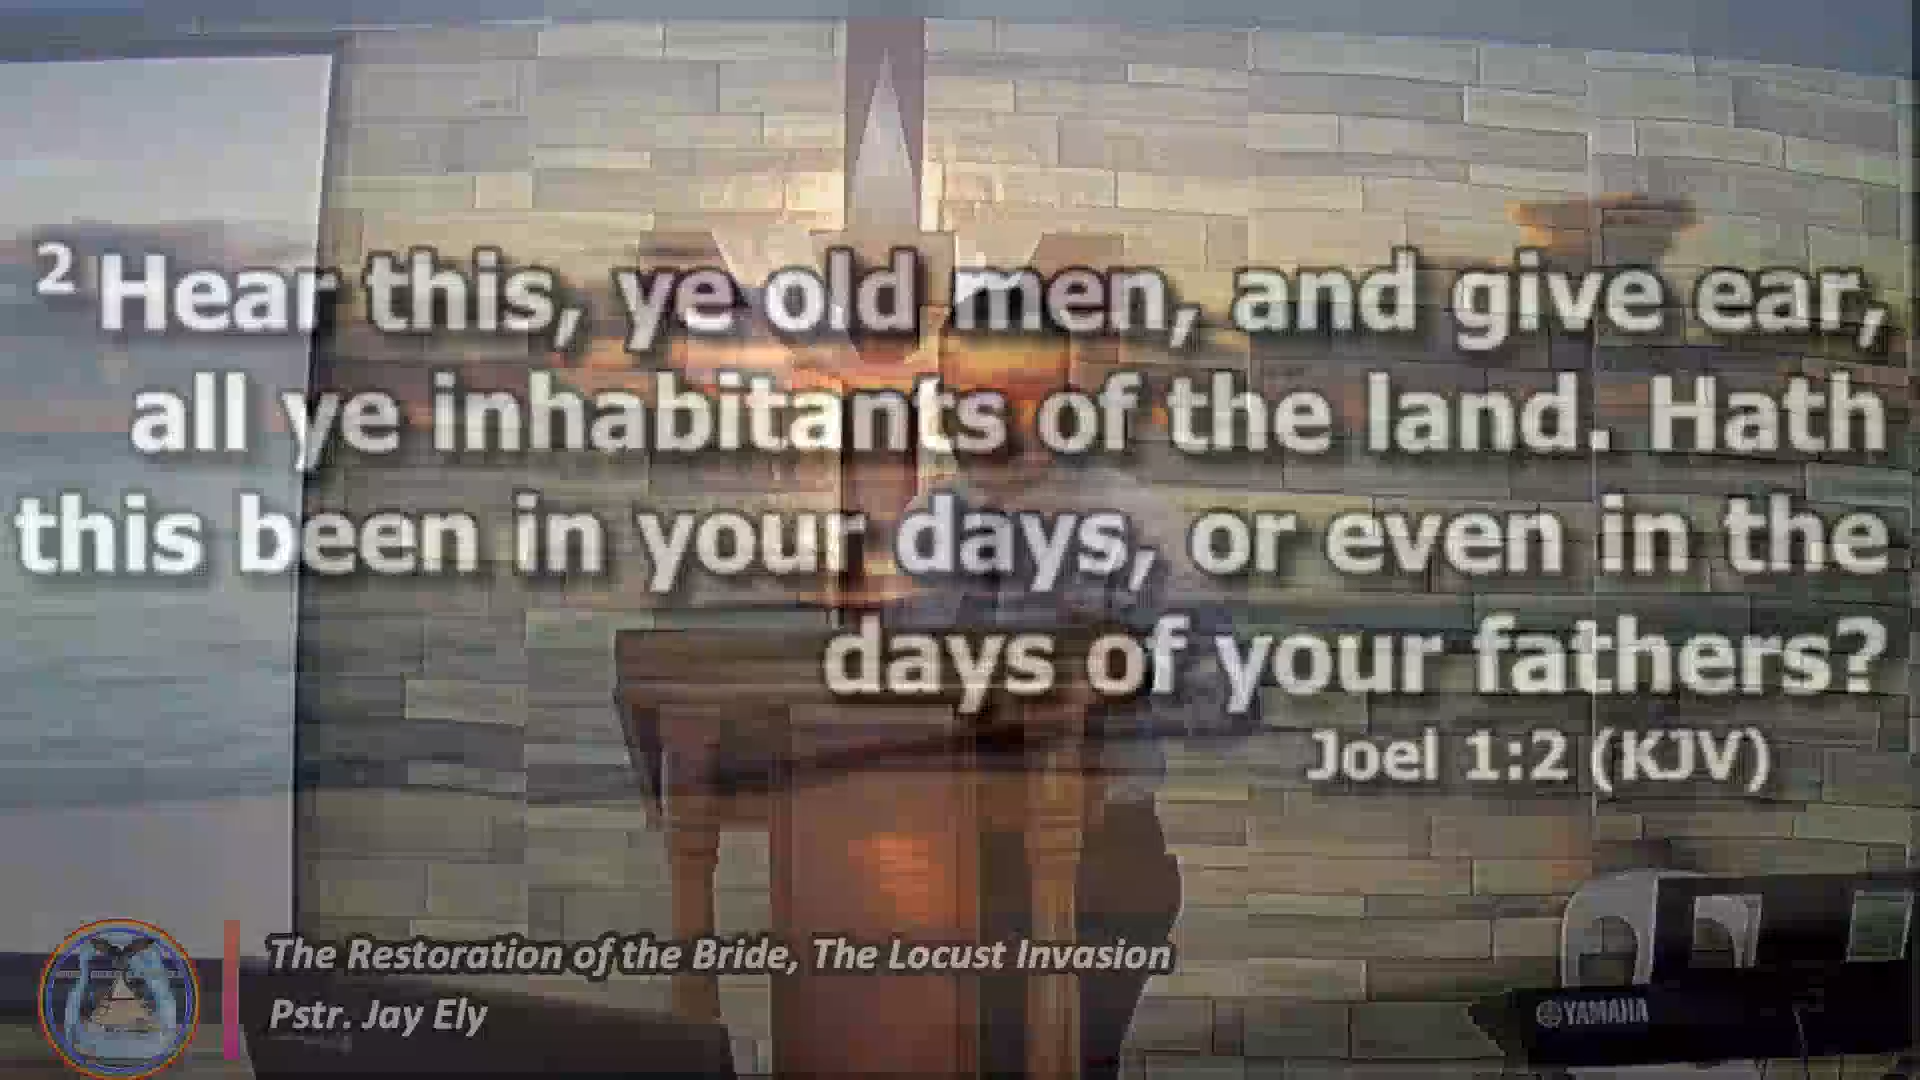 2 Hear this, ye old men, and give ear,
all ye inhabitants of the land. Hath
this been in your days, or even in the
days of your fathers?
Joel 1:2 (KJV)
The Restoration of the Bride, The Locust Invasion
Pstr. Jay Ely
YAMAHA